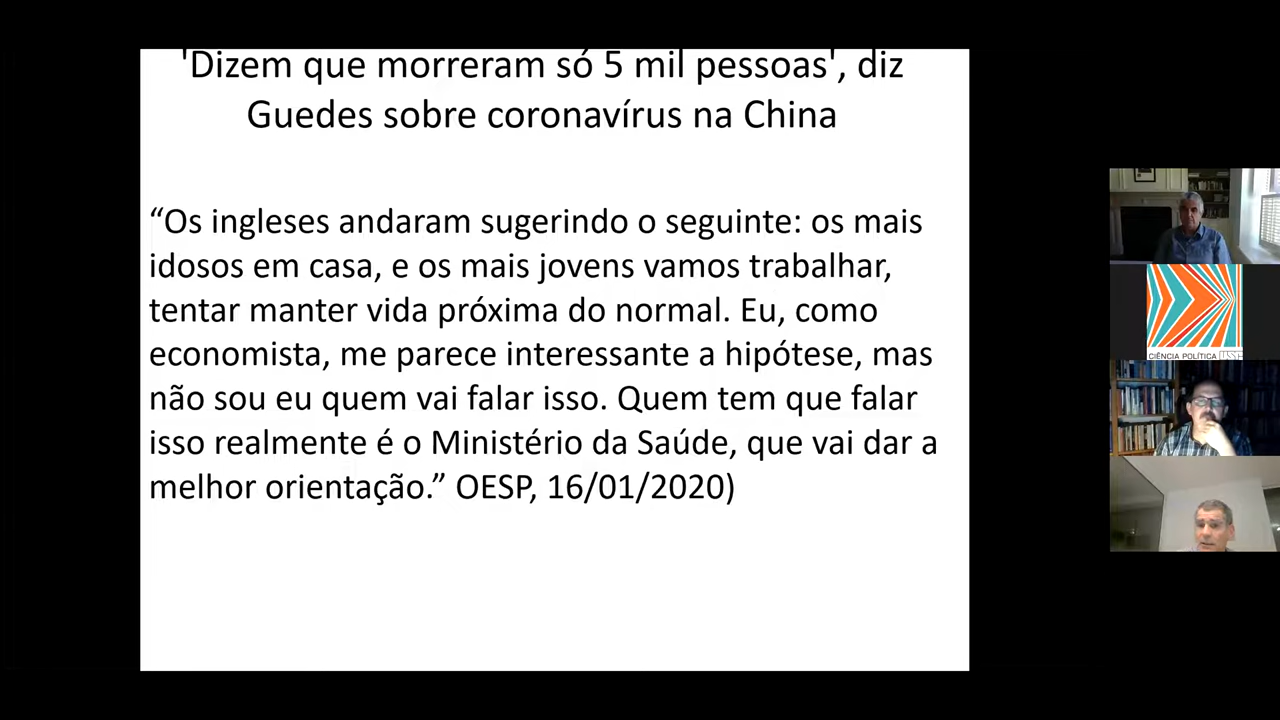 'Dizem que morreram só 5 mil pessoas', diz
Guedes sobre coronavírus na China
“Os ingleses andaram sugerindo o seguinte: os mais
idosos em casa, e os mais jovens vamos trabalhar,
tentar manter vida próxima do normal. Eu, como
economista, me parece interessante a hipótese, mas
não sou eu quem vai falar isso. Quem tem que falar
isso realmente é o Ministério da Saúde, que vai dar a
melhor orientação.” OESP, 16/01/2020)
CIÊNCIA POLÍTICA USP